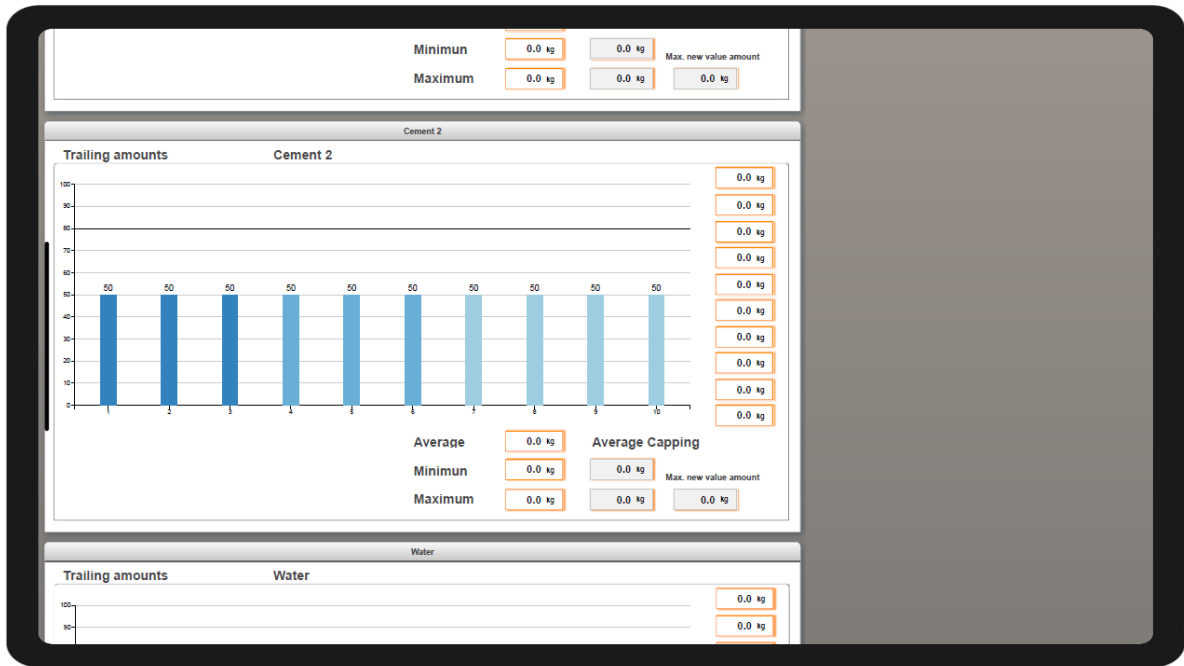 Minimun 0.0 kg 0.0 kg Max. new value amount
Maximum 0.0 kg 0.0 kg 0.0 kg
Cement 2
Trailing amounts Cement 2
0.0 kg
100
0.0 kg
90
0.0 kg
80
0.0 kg
70
0.0 kg
60
50 50 50 50 50 50 50 50 50 50
50
0.0 kg
40
0.0 kg
30
0.0 kg
20
0.0 kg
10
0.0 kg
0
1 2 3 4 5 6 7 8 9 10
Average 0.0 kg Average Capping
Minimun 0.0 kg 0.0 kg Max. new value amount
Maximum 0.0 kg 0.0 kg 0.0 kg
Water
Trailing amounts Water
0.0 kg
100
0.0 kg
90